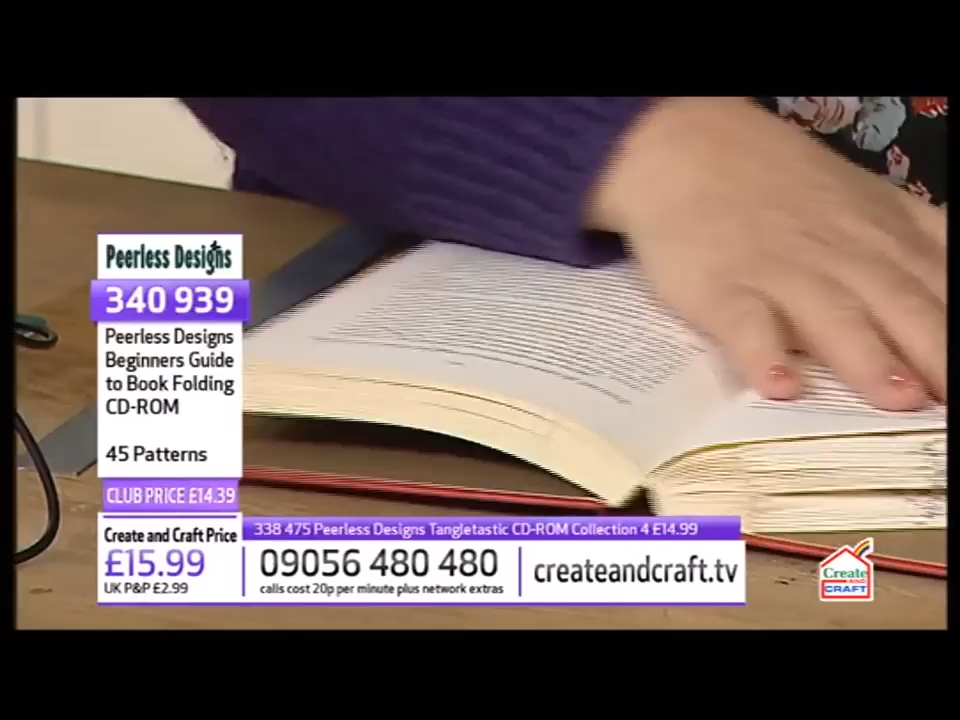 Peerless Designs
340 939
Peerless Designs
Beginners Guide
to Book Folding
CD-ROM
45 Patterns
CLUB PRICE £14.39
Create and Craft Price
£15.99
UK P&P £2.99
338 475 Peerless Designs Tangletastic CD-ROM Collection 4 £14.99
09056 480 480
calls cost 20p per minute plus network extras
createandcraft.tv
Create
AND
CRAFT